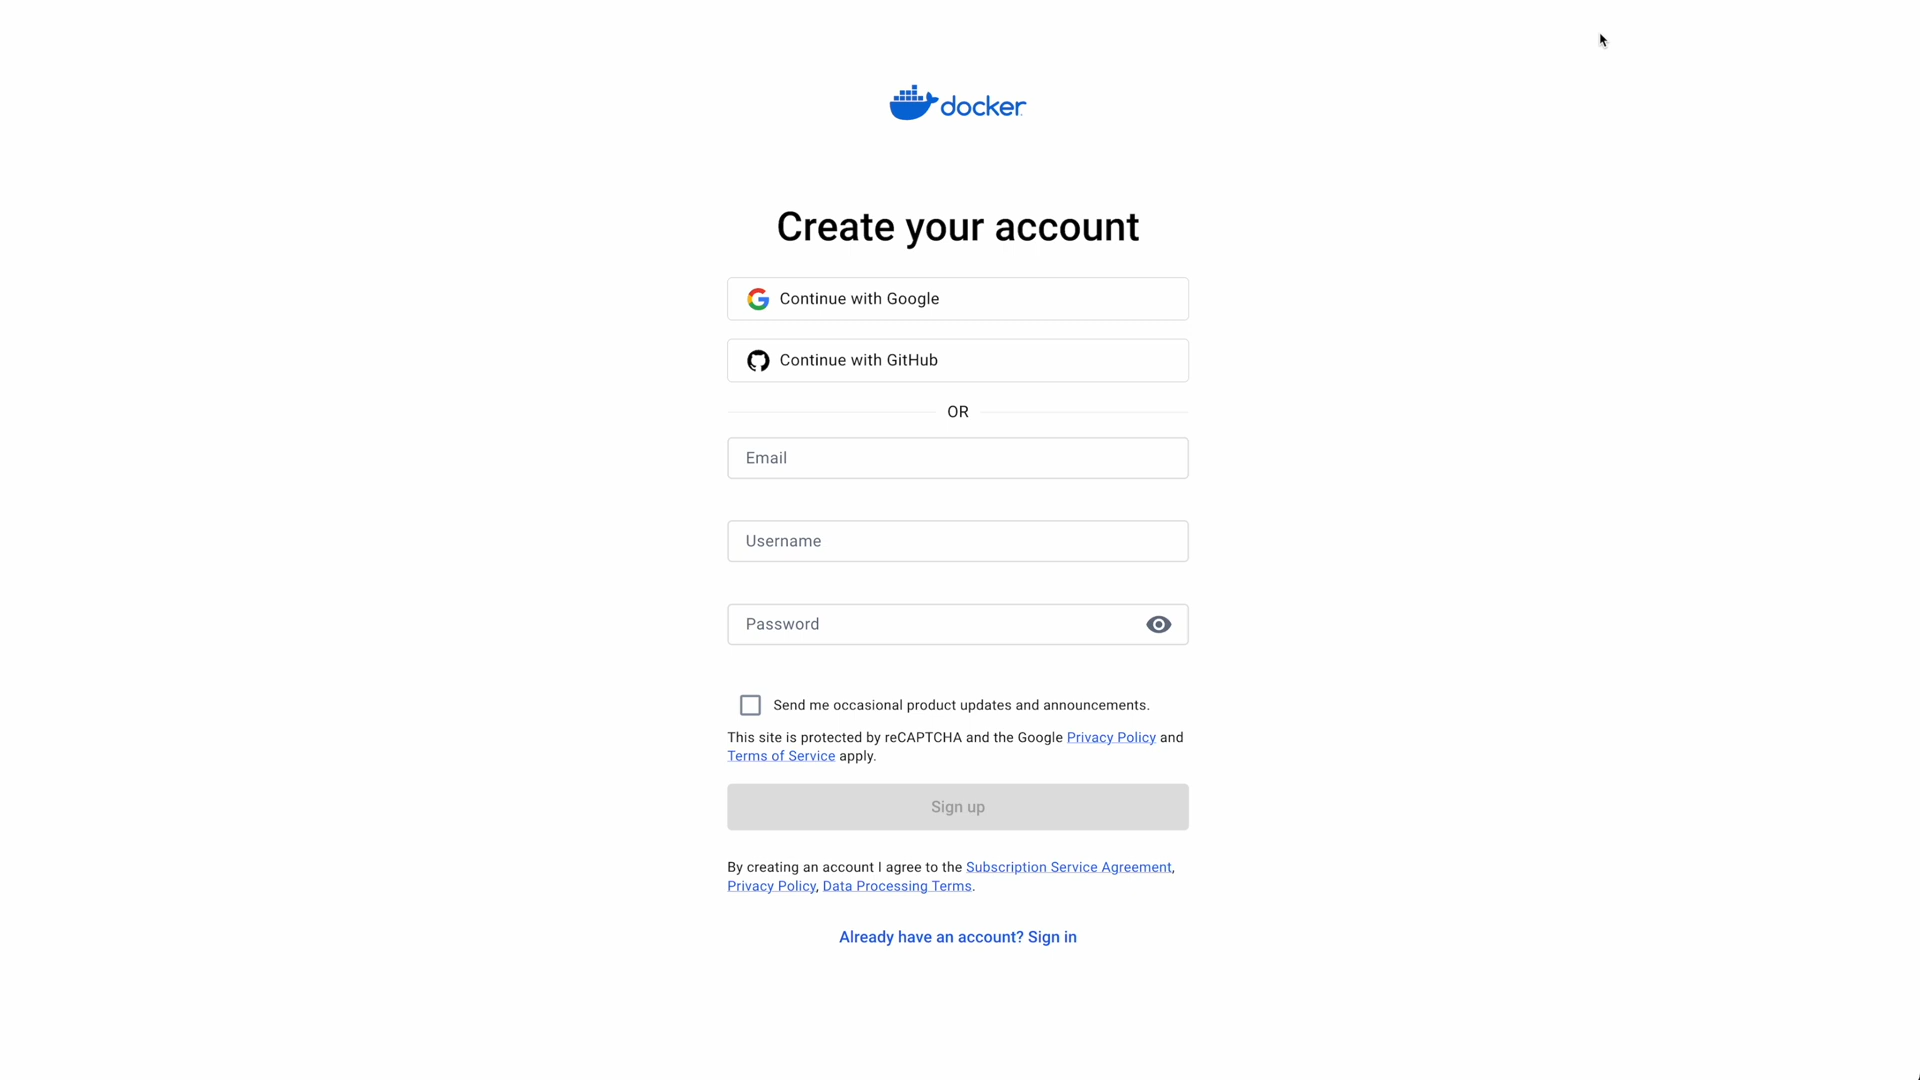 docker
Create your account
Continue with Google
Continue with GitHub
OR
Email
Username
Password
Send me occasional product updates and announcements.
This site is protected by reCAPTCHA and the Google Privacy Policy and
Terms of Service apply.
Sign up
By creating an account I agree to the Subscription Service Agreement,
Privacy Policy, Data Processing Terms.
Already have an account? Sign in